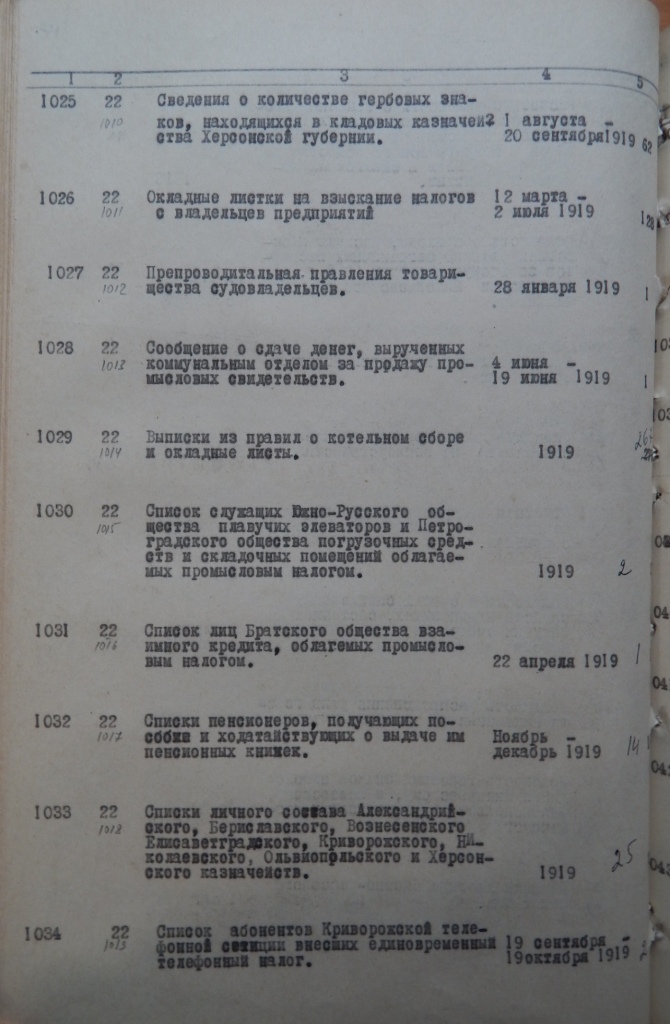 1 2 3 4 5
1025 22 Сведения о количестве гербовых зна-
1010 ков, находящихся в кладовых казначей? 1 августа -
ства Херсонской губернии. 20 сентября1919 62
1026 22 Окладные листки на взыскание налогов 12 марта -
1011 с владельцев предприятий 2 июля 1919 128
1027 22 Препроводительная правления товари-
1012 щества судовладельцев. 28 января 1919 1
1028 22 Сообщение о сдаче денег, вырученных
1013 коммунальным отделом за продажу про- 4 июня -
мысловых свидетельств. 19 июня 1919 1
1029 22 Выписки из правил о котельном сборе
1014 и окладные листы. 1919
1030 22 Список служащих Южно-Русского об-
1015 щества плавучих элеваторов и Петро-
градского общества погрузочных сред-
ств и складочных помещений облагае-
мых промысловым налогом. 1919 2
1031 22 Список лиц Братского общества вза-
1016 имного кредита, облагемых промысло-
вым налогом. 22 апреля 1919 1
1032 22 Списки пенсионеров, получающих по-
1017 соббия и ходатайствующих о выдаче им Ноябрь -
пенсионных книжек. декабрь 1919 14
1033 22 Списки личного состава Александрий-
1018 ского, Бериславского, Вознесенского
Елисаветградского, Криворожского, Ни-
колаевского, Ольвиопольского и Херсон-
ского казначейств. 1919 25
1034 22 Список абонентов Криворожской теле-
1019 фонной станции внесших единовременный 19 сентября -
телефонный налог. 19октября 1919